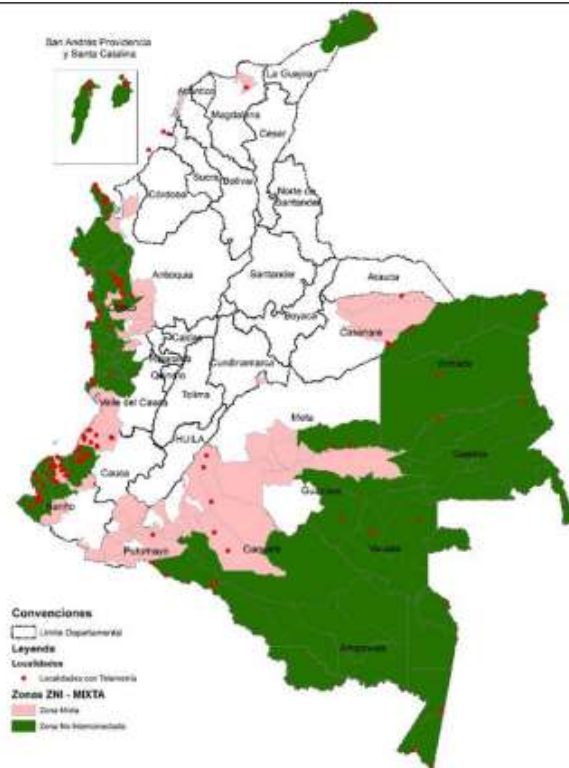 San Andrés Providencia
y Santa Catalina
La Guajira
Atlántico
Magdalena
Cesar
Sucre
Bolívar
Córdoba
Norte de
Santander
Antioquia
Santander
Arauca
Boyacá
Casanare
Caldas
Risaralda
Quindío
Cundinamarca
Vichada
Valle del Cauca
Tolima
Meta
HUILA
Guainía
Cauca
Guaviare
Nariño
Putumayo
Caquetá
Vaupés
Amazonas
Convenciones
Límite Departamental
Leyenda
Localidades
Localidades con Telemetría
Zonas ZNI - MIXTA
Zona Mixta
Zona No Interconectada